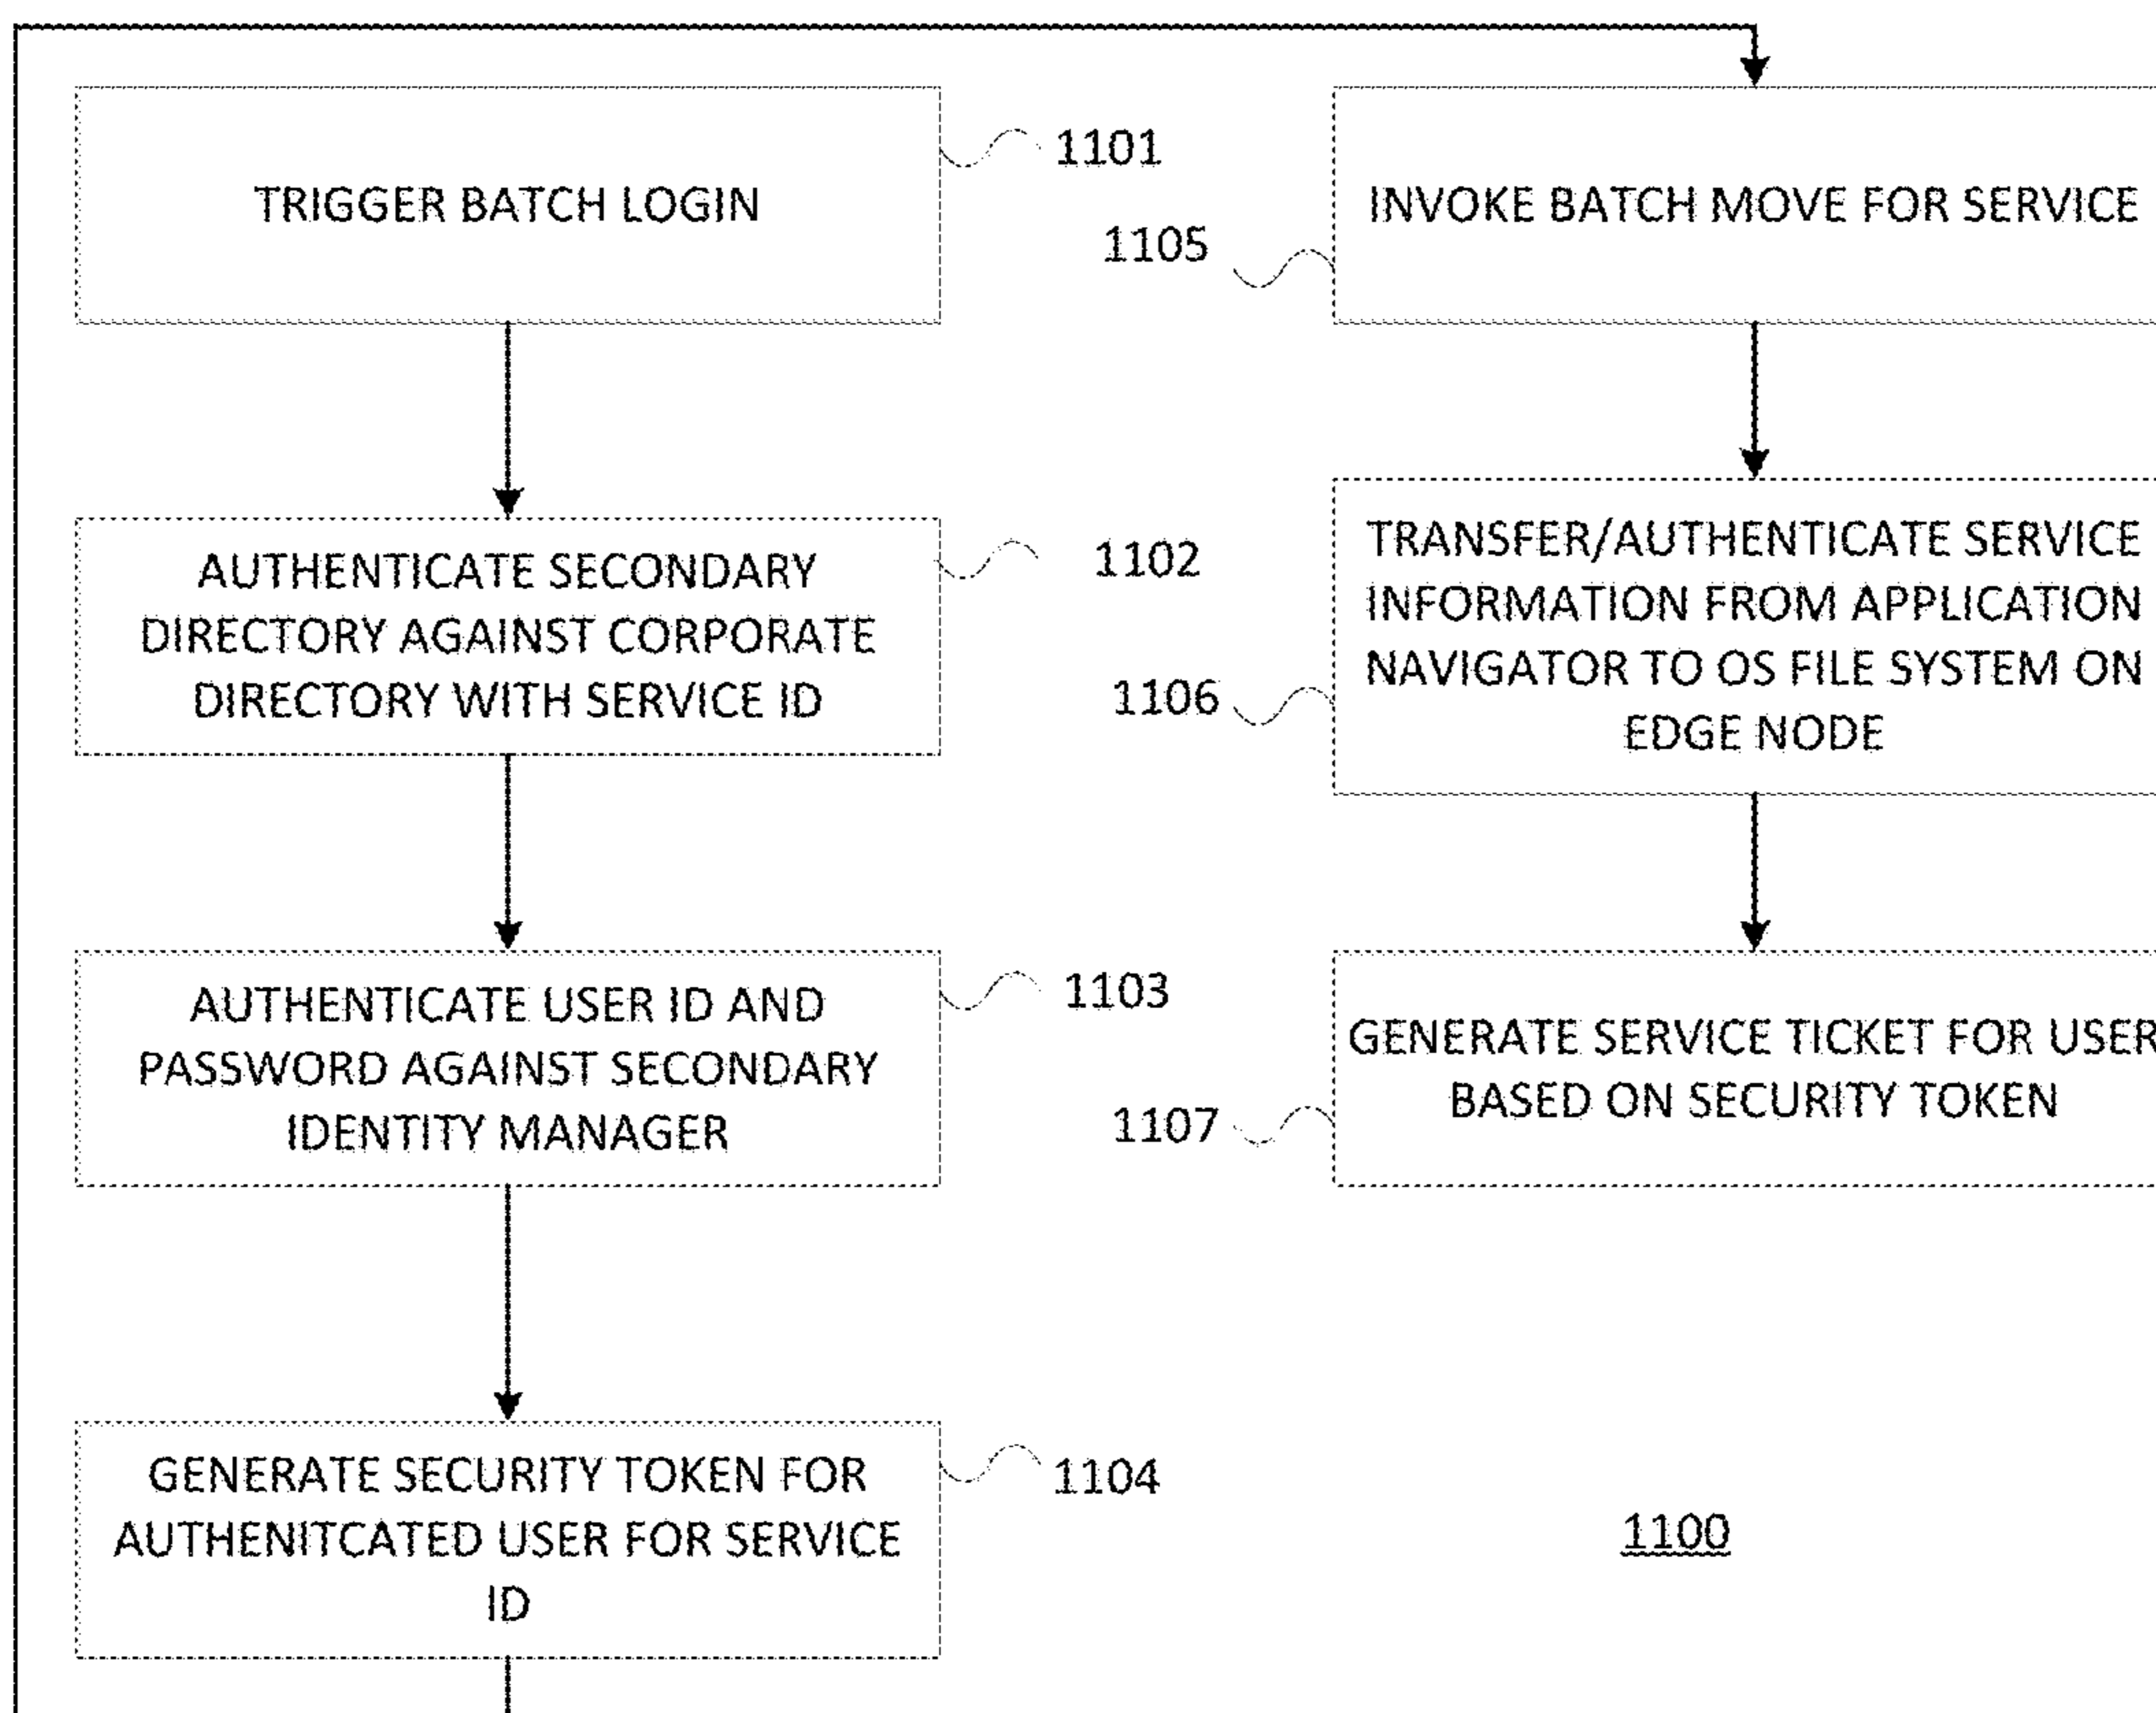 TRIGGER BATCH LOGIN
1101
AUTHENTICATE SECONDARY
DIRECTORY AGAINST CORPORATE
DIRECTORY WITH SERVICE ID
1102
AUTHENTICATE USER ID AND
PASSWORD AGAINST SECONDARY
IDENTITY MANAGER
1103
GENERATE SECURITY TOKEN FOR
AUTHENITCATED USER FOR SERVICE
ID
1104
INVOKE BATCH MOVE FOR SERVICE
1105
TRANSFER/AUTHENTICATE SERVICE
INFORMATION FROM APPLICATION
NAVIGATOR TO OS FILE SYSTEM ON
EDGE NODE
1106
GENERATE SERVICE TICKET FOR USER
BASED ON SECURITY TOKEN
1107
1100